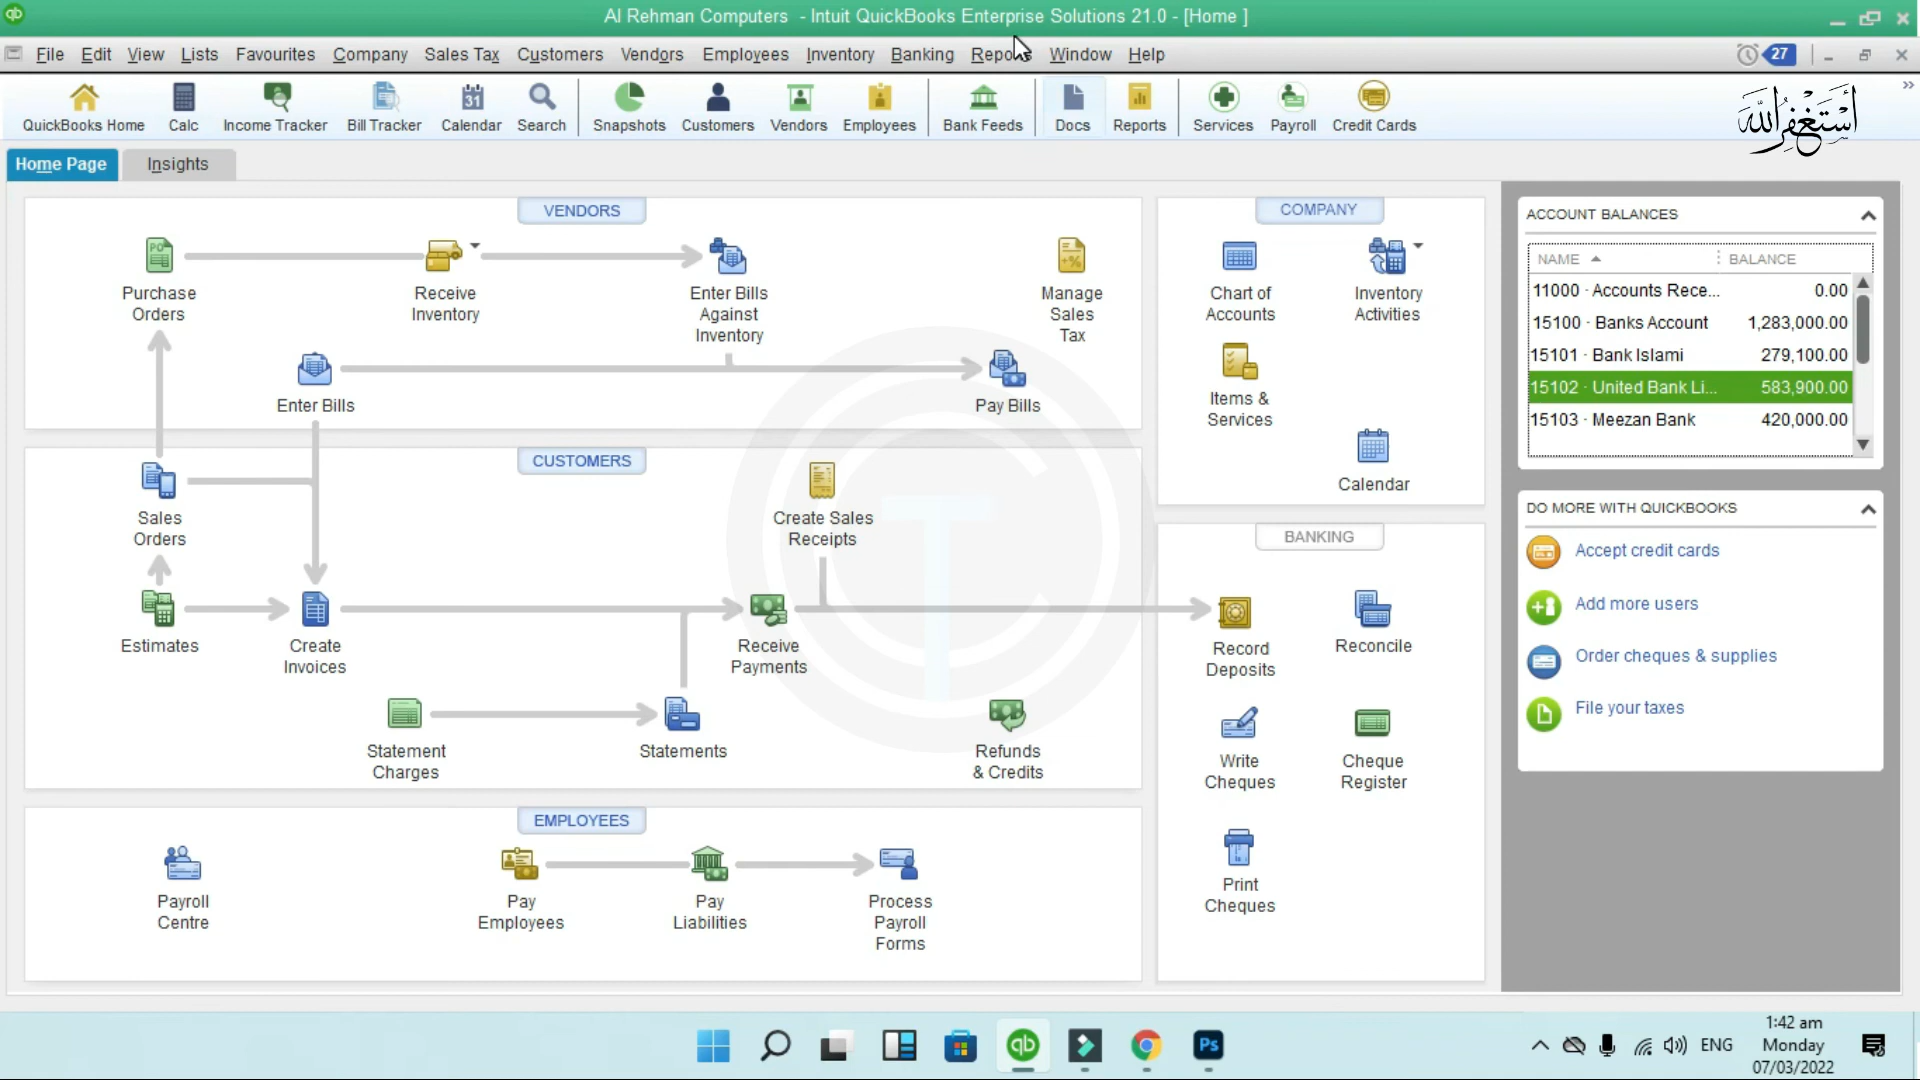 Al Rehman Computers - Intuit QuickBooks Enterprise Solutions 21.0 - [Home ]
File Edit View Lists Favourites Company Sales Tax Customers Vendors Employees Inventory Banking Reports Window Help
27
QuickBooks Home Calc Income Tracker Bill Tracker Calendar Search Snapshots Customers Vendors Employees Bank Feeds Docs Reports Services Payroll Credit Cards
31
أستغفر الله
Home Page Insights
VENDORS
PO
Purchase
Orders
Receive
Inventory
Enter Bills
Against
Inventory
Manage
Sales
Tax
Enter Bills
Pay Bills
CUSTOMERS
Sales
Orders
Create Sales
Receipts
Estimates
Create
Invoices
Receive
Payments
Statement
Charges
Statements
Refunds
& Credits
EMPLOYEES
Payroll
Centre
Pay
Employees
Pay
Liabilities
Process
Payroll
Forms
COMPANY
Chart of
Accounts
Inventory
Activities
Items &
Services
Calendar
BANKING
Record
Deposits
Reconcile
Write
Cheques
Cheque
Register
Print
Cheques
ACCOUNT BALANCES
NAME BALANCE
11000 · Accounts Rece... 0.00
15100 · Banks Account 1,283,000.00
15101 · Bank Islami 279,100.00
15102 · United Bank Li... 583,900.00
15103 · Meezan Bank 420,000.00
DO MORE WITH QUICKBOOKS
Accept credit cards
Add more users
Order cheques & supplies
File your taxes
qb
Ps
ENG
1:42 am
Monday
07/03/2022